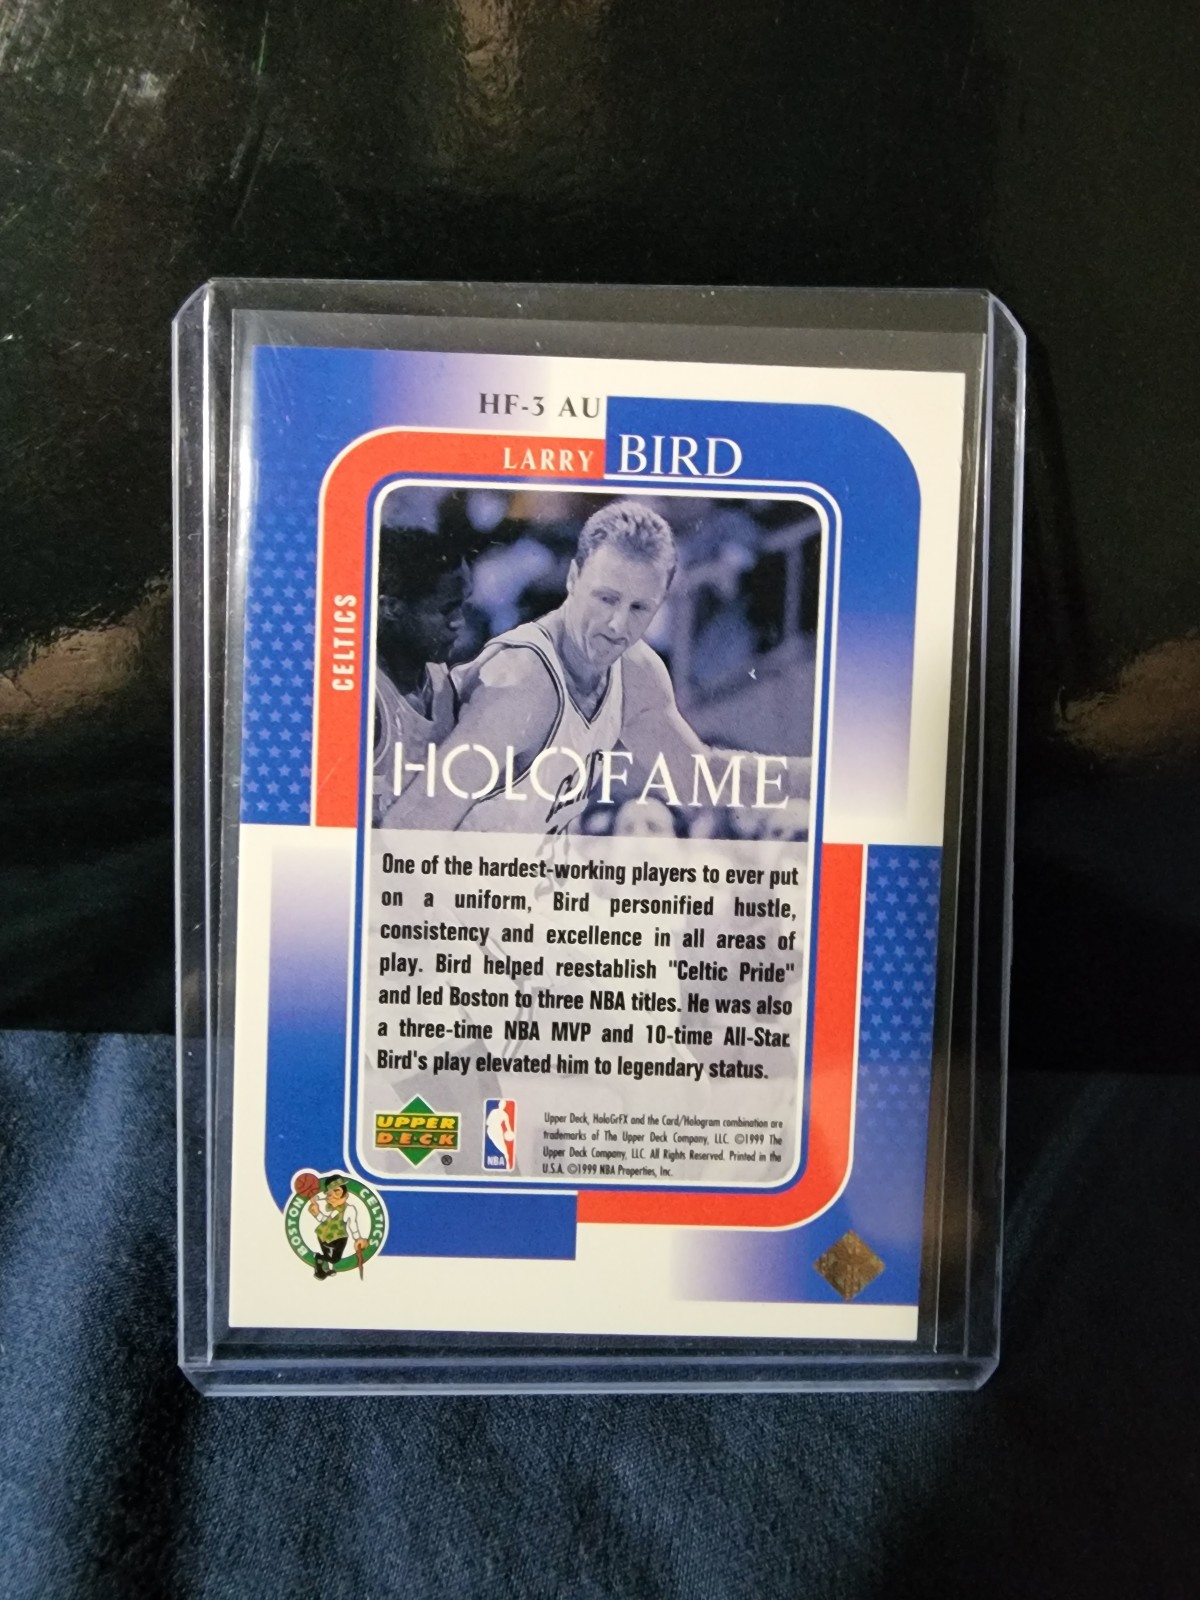 HF-3 AU
LARRY BIRD
CELTICS
HOLOFAME
One of the hardest-working players to ever put
on a uniform, Bird personified hustle,
consistency and excellence in all areas of
play. Bird helped reestablish "Celtic Pride"
and led Boston to three NBA titles. He was also
a three-time NBA MVP and 10-time All-Star.
Bird's play elevated him to legendary status.
UPPER
DECK
®
NBA
Upper Deck, HoloGrFX and the Card/Hologram combination are
trademarks of The Upper Deck Company, LLC. ©1999 The
Upper Deck Company, LLC. All Rights Reserved. Printed in the
U.S.A. ©1999 NBA Properties, Inc.
BOSTON CELTICS